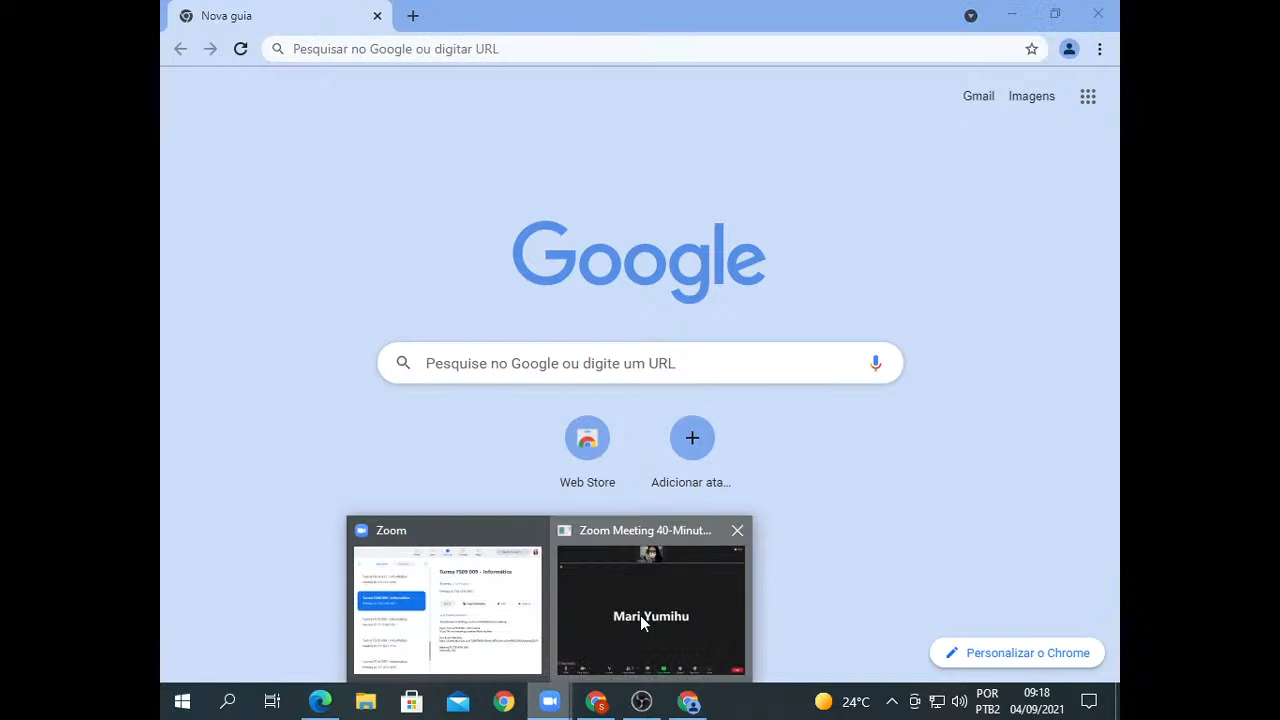 Nova guia
Pesquisar no Google ou digitar URL
Gmail Imagens
Google
Pesquise no Google ou digite um URL
Web Store Adicionar ata...
Zoom Zoom Meeting 40-Minut...
Turma FS09 009 - Informática
Mari Yumihu
Personalizar o Chrome
24°C
POR
PTB2
09:18
04/09/2021